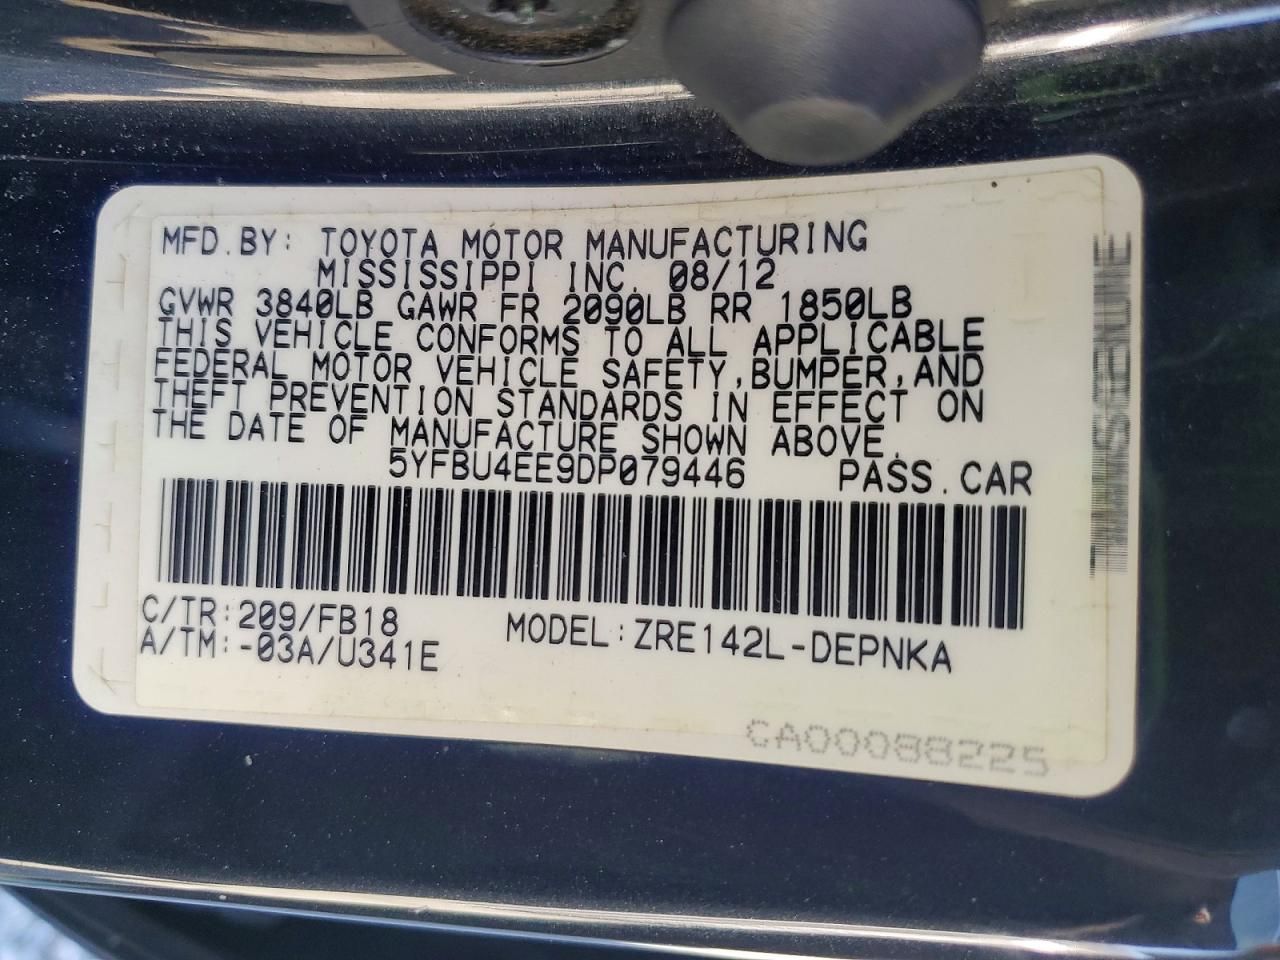 MFD.BY: TOYOTA MOTOR MANUFACTURING
MISSISSIPPI INC. 08/12
GVWR 3840LB GAWR FR 2090LB RR 1850LB
THIS VEHICLE CONFORMS TO ALL APPLICABLE
FEDERAL MOTOR VEHICLE SAFETY,BUMPER,AND
THEFT PREVENTION STANDARDS IN EFFECT ON
THE DATE OF MANUFACTURE SHOWN ABOVE.
5YFBU4EE9DP079446 PASS.CAR
C/TR:209/FB18 MODEL:ZRE142L-DEPNKA
A/TM:-03A/U341E
CA00088225